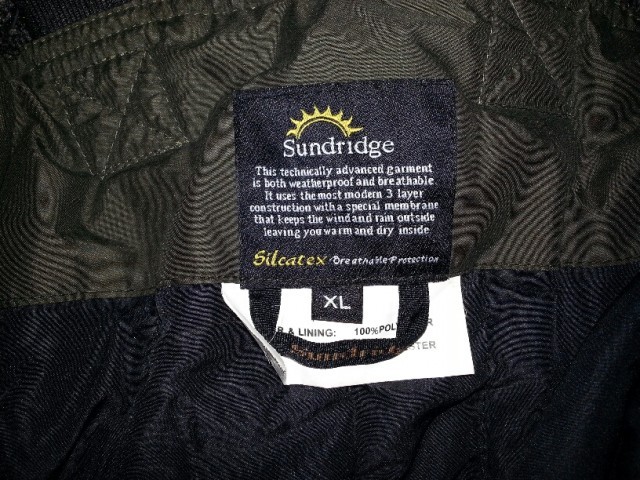 Sundridge
This technically advanced garment
is both weatherproof and breathable
It uses the most modern 3 layer
construction with a special membrane
that keeps the wind and rain outside
leaving you warm and dry inside
Silcatex Breathable Protection
XL
& LINING: 100%POL